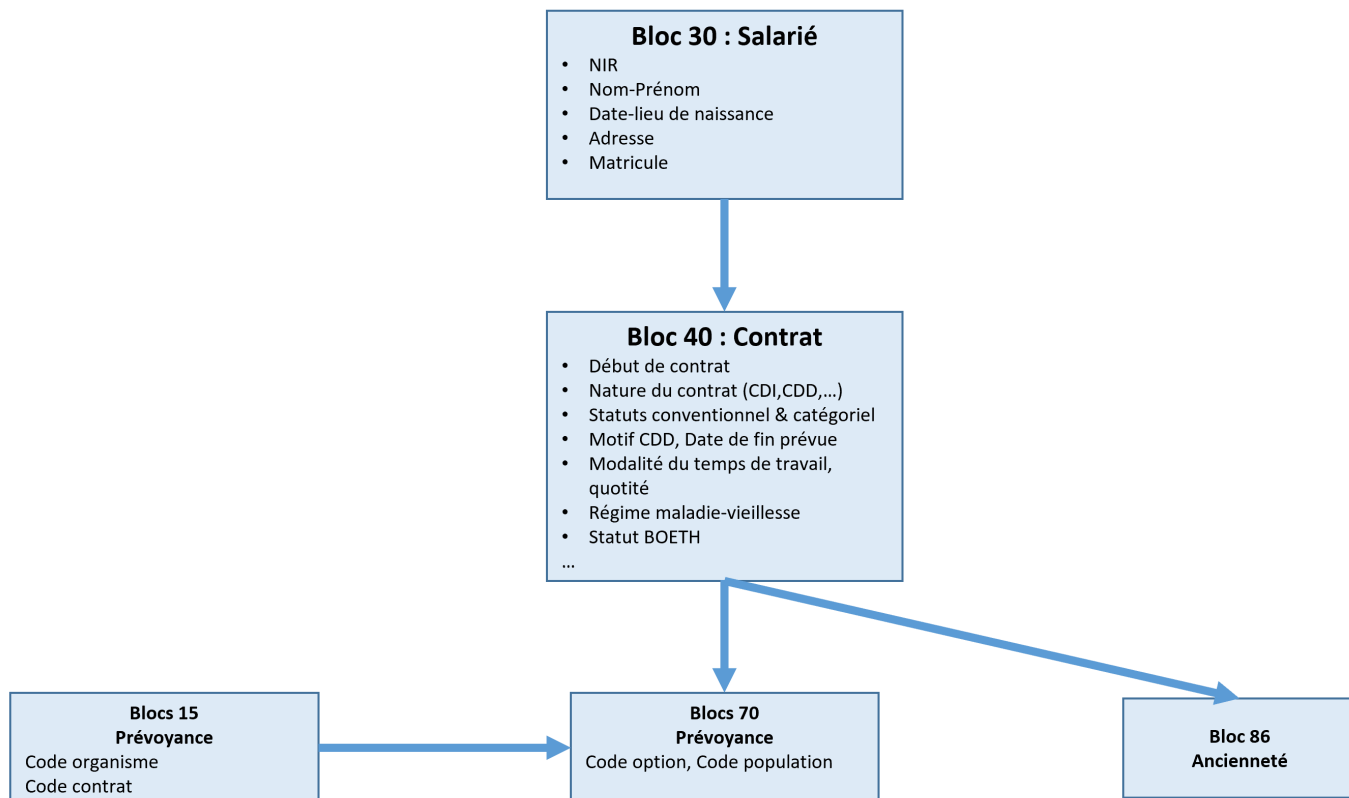 Bloc 30 : Salarié
• NIR
• Nom-Prénom
• Date-lieu de naissance
• Adresse
• Matricule
Bloc 40 : Contrat
• Début de contrat
• Nature du contrat (CDI,CDD,…)
• Statuts conventionnel & catégoriel
• Motif CDD, Date de fin prévue
• Modalité du temps de travail,
quotité
• Régime maladie-vieillesse
• Statut BOETH
…
Blocs 15
Prévoyance
Code organisme
Code contrat
Blocs 70
Prévoyance
Code option, Code population
Bloc 86
Ancienneté